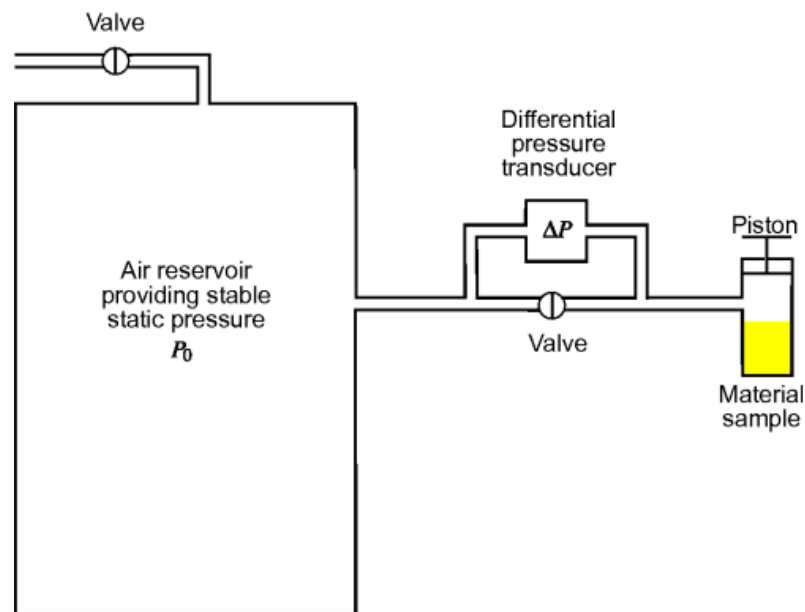 Valve
Differential
pressure
transducer
ΔP
Piston
Air reservoir
providing stable
static pressure
P₀
Valve
Material
sample